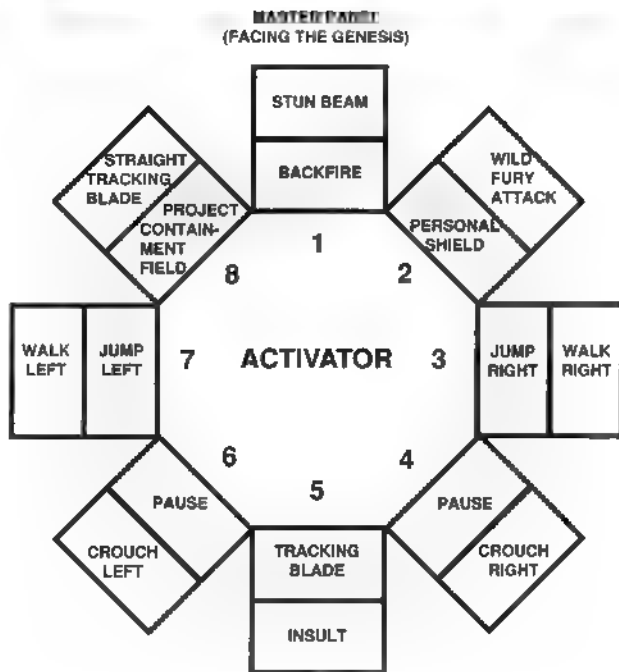 MASTER PANEL
(FACING THE GENESIS)
STUN BEAM
BACKFIRE
1
WILD
FURY
ATTACK
PERSONAL
SHIELD
2
JUMP
RIGHT
WALK
RIGHT
3
PAUSE
CROUCH
RIGHT
4
TRACKING
BLADE
INSULT
5
PAUSE
CROUCH
LEFT
6
WALK
LEFT
JUMP
LEFT
7
STRAIGHT
TRACKING
BLADE
PROJECT
CONTAIN-
MENT
FIELD
8
ACTIVATOR